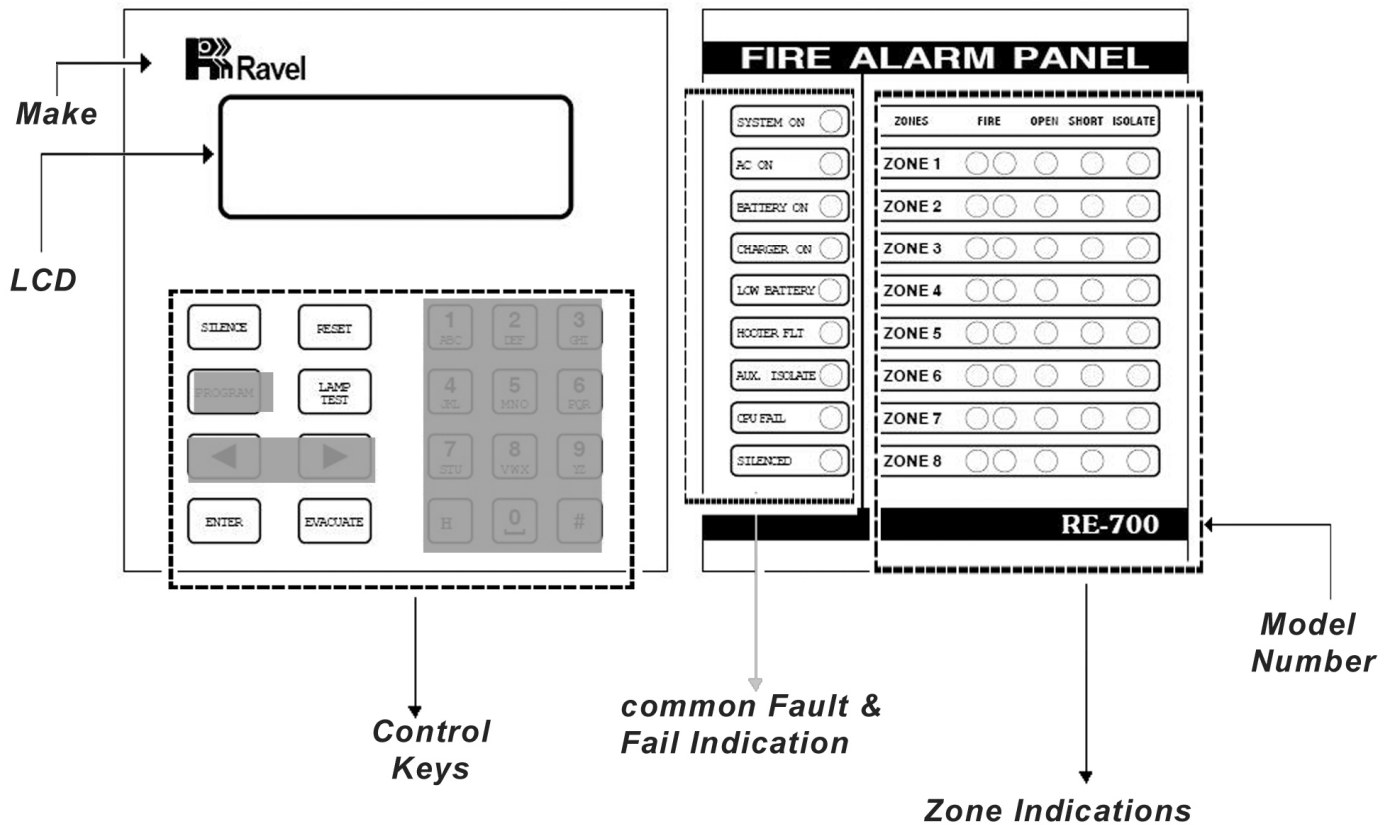 Ravel
Make
LCD
SILENCE RESET
PROGRAM LAMP TEST
◀ ▶
ENTER EVACUATE
1 ABC 2 DEF 3 GHI
4 JKL 5 MNO 6 PQR
7 STU 8 VWX 9 YZ
H 0 #
Control
Keys
FIRE ALARM PANEL
SYSTEM ON
AC ON
BATTERY ON
CHARGER ON
LOW BATTERY
HOOTER FLT
AUX. ISOLATE
CPU FAIL
SILENCED
common Fault &
Fail Indication
ZONES FIRE OPEN SHORT ISOLATE
ZONE 1
ZONE 2
ZONE 3
ZONE 4
ZONE 5
ZONE 6
ZONE 7
ZONE 8
RE-700
Model
Number
Zone Indications